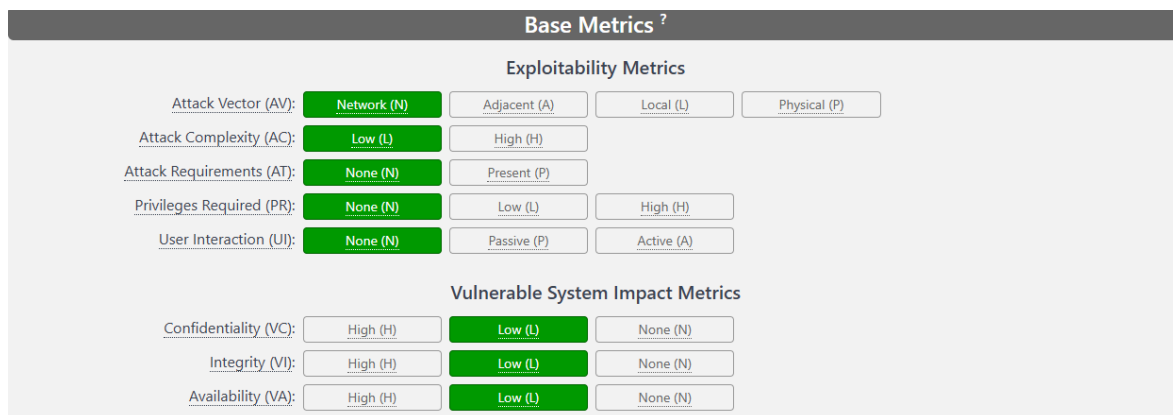 Base Metrics ?
Exploitability Metrics
Attack Vector (AV): Network (N) Adjacent (A) Local (L) Physical (P)
Attack Complexity (AC): Low (L) High (H)
Attack Requirements (AT): None (N) Present (P)
Privileges Required (PR): None (N) Low (L) High (H)
User Interaction (UI): None (N) Passive (P) Active (A)
Vulnerable System Impact Metrics
Confidentiality (VC): High (H) Low (L) None (N)
Integrity (VI): High (H) Low (L) None (N)
Availability (VA): High (H) Low (L) None (N)